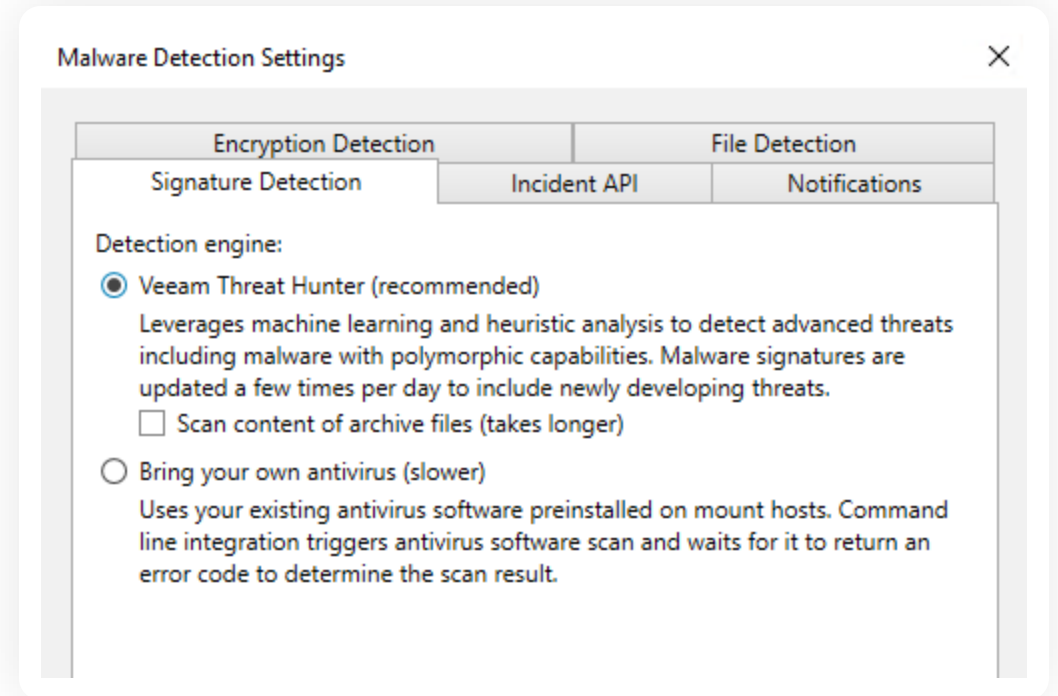 Malware Detection Settings
Encryption Detection
File Detection
Signature Detection
Incident API
Notifications
Detection engine:
Veeam Threat Hunter (recommended)
Leverages machine learning and heuristic analysis to detect advanced threats
including malware with polymorphic capabilities. Malware signatures are
updated a few times per day to include newly developing threats.
Scan content of archive files (takes longer)
Bring your own antivirus (slower)
Uses your existing antivirus software preinstalled on mount hosts. Command
line integration triggers antivirus software scan and waits for it to return an
error code to determine the scan result.